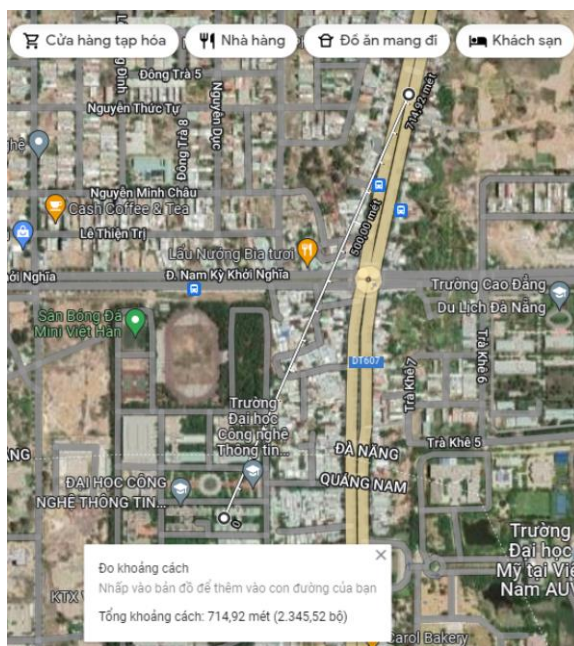 Cửa hàng tạp hóa
Nhà hàng
Đồ ăn mang đi
Khách sạn
Đông Trà 5
Nguyễn Thức Tự
Đông Trà 8
Nguyễn Dục
714,92 mét
Nguyễn Minh Châu
Cash Coffee & Tea
Lê Thiện Trị
500,00 mét
Lẩu Nướng Bia tươi
Khởi Nghĩa
Đ. Nam Kỳ Khởi Nghĩa
Trường Cao Đẳng
Du Lịch Đà Nẵng
Sân Bóng Đá
Mini Việt Hàn
Trà Khê 6
Trà Khê 7
DT607
Trường
Đại học
Công nghệ
Thông tin...
Trà Khê 5
ĐÀ NẴNG
QUẢNG NAM
ĐẠI HỌC CÔNG
NGHỆ THÔNG TIN...
0
Trường
Đại học
Mỹ tại Việ
Nam AUV
Đo khoảng cách
Nhấp vào bản đồ để thêm vào con đường của bạn
Tổng khoảng cách: 714,92 mét (2.345,52 bộ)
KTX
Carol Bakery